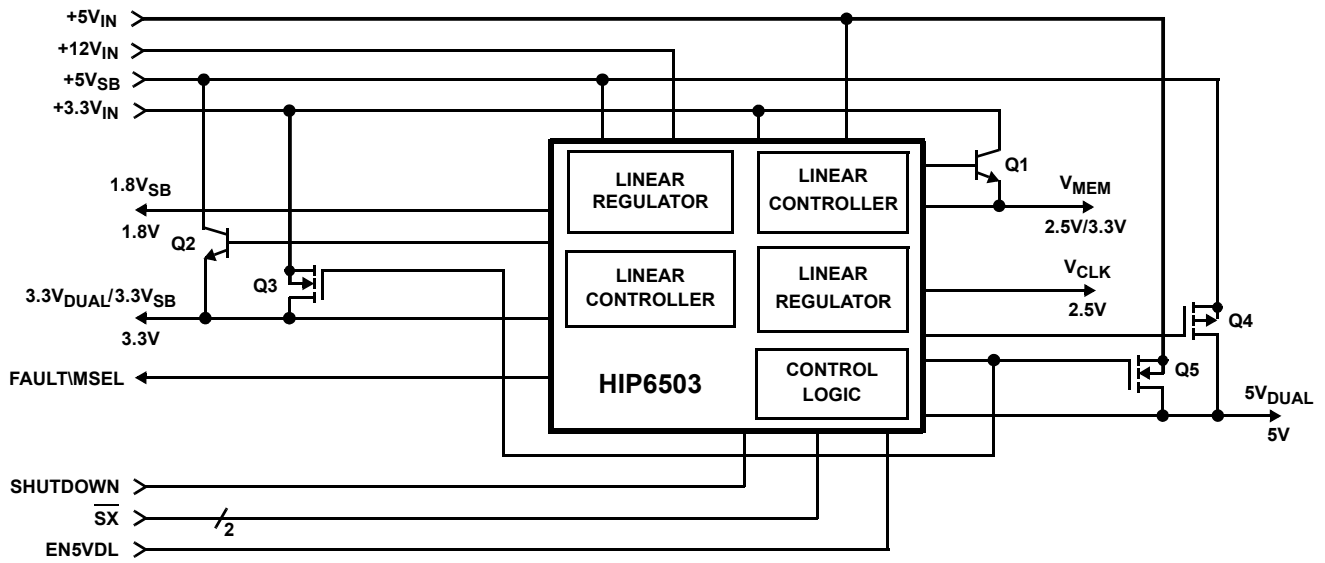 +5VIN
+12VIN
+5VSB
+3.3VIN
LINEAR
REGULATOR
LINEAR
CONTROLLER
Q1
1.8VSB
1.8V
VMEM
2.5V/3.3V
Q2
LINEAR
CONTROLLER
LINEAR
REGULATOR
VCLK
2.5V
Q3
3.3VDUAL/3.3VSB
3.3V
Q4
FAULT\MSEL
HIP6503
CONTROL
LOGIC
Q5
5VDUAL
5V
SHUTDOWN
SX
2
EN5VDL